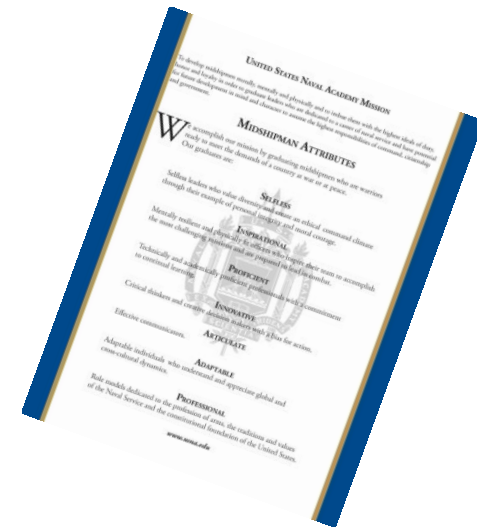 UNITED STATES NAVAL ACADEMY MISSION
To develop midshipmen morally, mentally and physically and to imbue them with the highest ideals of duty,
honor and loyalty in order to graduate leaders who are dedicated to a career of naval service and have potential
for future development in mind and character to assume the highest responsibilities of command, citizenship
and government.
MIDSHIPMAN ATTRIBUTES
We accomplish our mission by graduating midshipmen who are warriors
ready to meet the demands of a country at war or at peace.
Our graduates are:
SELFLESS
Selfless leaders who value diversity and create an ethical command climate
through their example of personal integrity and moral courage.
INSPIRATIONAL
Mentally resilient and physically fit officers who inspire their team to accomplish
the most challenging missions and are prepared to lead in combat.
PROFICIENT
Technically and academically proficient professionals with a commitment
to continual learning.
INNOVATIVE
Critical thinkers and creative decision makers with a bias for action.
ARTICULATE
Effective communicators.
ADAPTABLE
Adaptable individuals who understand and appreciate global and
cross-cultural dynamics.
PROFESSIONAL
Role models dedicated to the profession of arms, the traditions and values
of the Naval Service and the constitutional foundation of the United States.
www.usna.edu